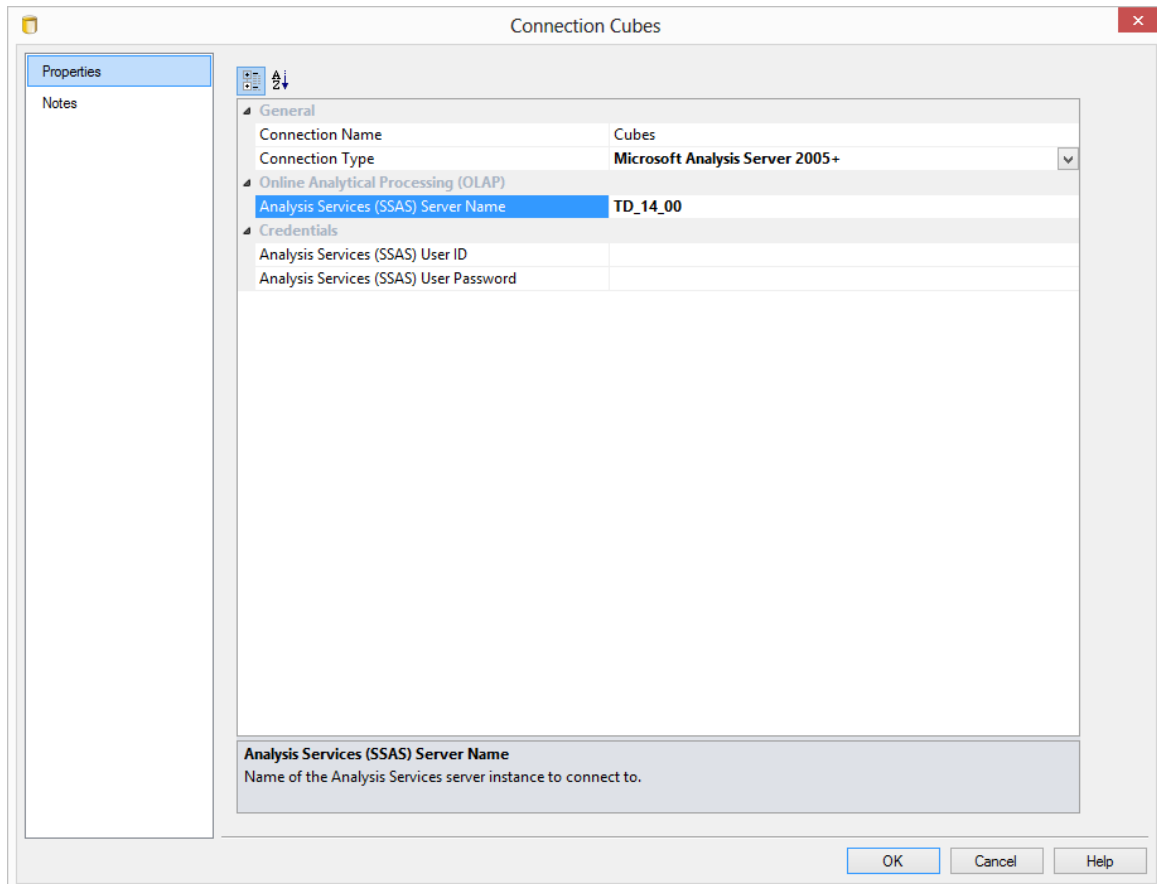 Connection Cubes
Properties
Notes
General
Connection Name Cubes
Connection Type Microsoft Analysis Server 2005+
Online Analytical Processing (OLAP)
Analysis Services (SSAS) Server Name TD_14_00
Credentials
Analysis Services (SSAS) User ID
Analysis Services (SSAS) User Password
Analysis Services (SSAS) Server Name
Name of the Analysis Services server instance to connect to.
OK Cancel Help